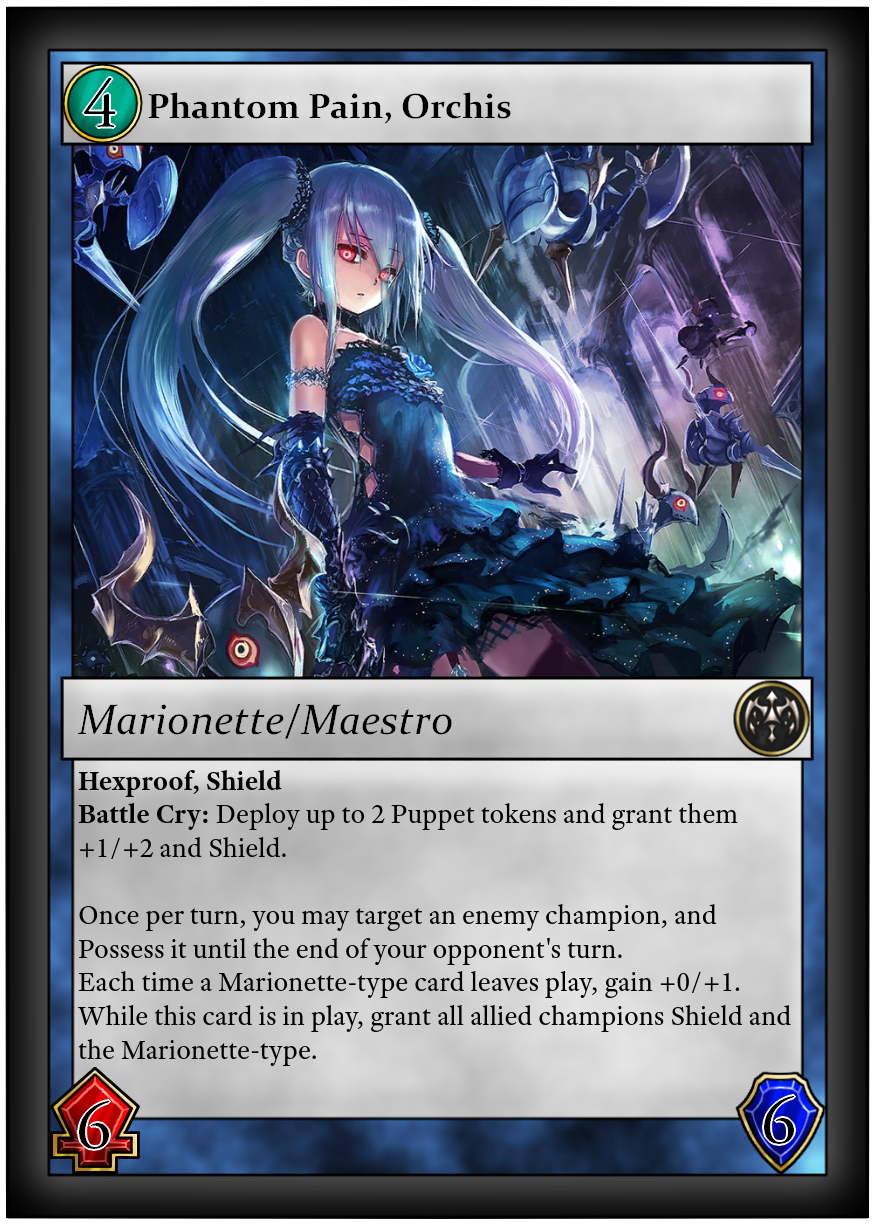 4
Phantom Pain, Orchis
Marionette/Maestro
Hexproof, Shield
Battle Cry: Deploy up to 2 Puppet tokens and grant them
+1/+2 and Shield.
Once per turn, you may target an enemy champion, and
Possess it until the end of your opponent's turn.
Each time a Marionette-type card leaves play, gain +0/+1.
While this card is in play, grant all allied champions Shield and
the Marionette-type.
6
6